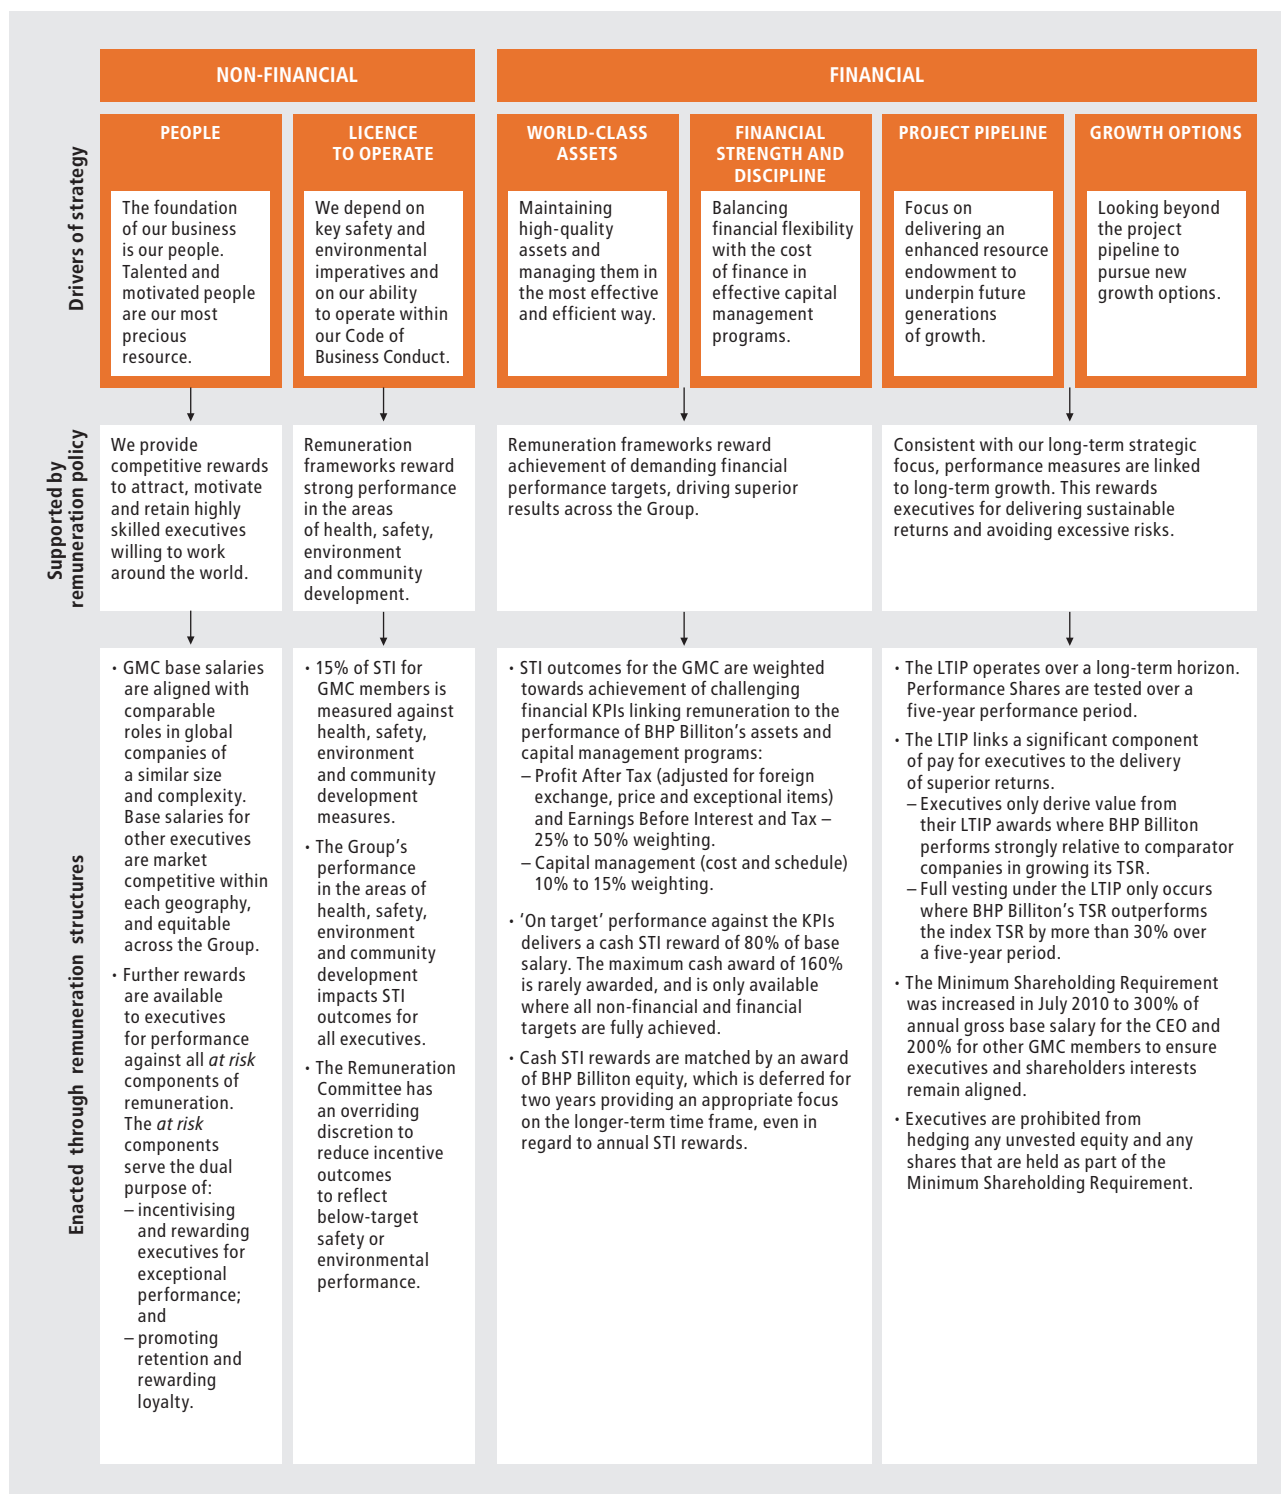 NON-FINANCIAL
FINANCIAL
Drivers of strategy
PEOPLE
The foundation
of our business
is our people.
Talented and
motivated people
are our most
precious
resource.
LICENCE
TO OPERATE
We depend on
key safety and
environmental
imperatives and
on our ability
to operate within
our Code of
Business Conduct.
WORLD-CLASS
ASSETS
Maintaining
high-quality
assets and
managing them in
the most effective
and efficient way.
FINANCIAL
STRENGTH AND
DISCIPLINE
Balancing
financial flexibility
with the cost
of finance in
effective capital
management
programs.
PROJECT PIPELINE
Focus on
delivering an
enhanced resource
endowment to
underpin future
generations
of growth.
GROWTH OPTIONS
Looking beyond
the project
pipeline to
pursue new
growth options.
Supported by
remuneration policy
We provide
competitive rewards
to attract, motivate
and retain highly
skilled executives
willing to work
around the world.
Remuneration
frameworks reward
strong performance
in the areas
of health, safety,
environment
and community
development.
Remuneration frameworks reward
achievement of demanding financial
performance targets, driving superior
results across the Group.
Consistent with our long-term strategic
focus, performance measures are linked
to long-term growth. This rewards
executives for delivering sustainable
returns and avoiding excessive risks.
Enacted through remuneration structures
· GMC base salaries
are aligned with
comparable
roles in global
companies of
a similar size
and complexity.
Base salaries for
other executives
are market
competitive within
each geography,
and equitable
across the Group.
· Further rewards
are available
to executives
for performance
against all at risk
components of
remuneration.
The at risk
components
serve the dual
purpose of:
– incentivising
and rewarding
executives for
exceptional
performance;
and
– promoting
retention and
rewarding
loyalty.
· 15% of STI for
GMC members is
measured against
health, safety,
environment
and community
development
measures.
· The Group's
performance
in the areas of
health, safety,
environment
and community
development
impacts STI
outcomes for
all executives.
· The Remuneration
Committee has
an overriding
discretion to
reduce incentive
outcomes
to reflect
below-target
safety or
environmental
performance.
· STI outcomes for the GMC are weighted
towards achievement of challenging
financial KPIs linking remuneration to the
performance of BHP Billiton's assets and
capital management programs:
– Profit After Tax (adjusted for foreign
exchange, price and exceptional items)
and Earnings Before Interest and Tax –
25% to 50% weighting.
– Capital management (cost and schedule)
10% to 15% weighting.
· 'On target' performance against the KPIs
delivers a cash STI reward of 80% of base
salary. The maximum cash award of 160%
is rarely awarded, and is only available
where all non-financial and financial
targets are fully achieved.
· Cash STI rewards are matched by an award
of BHP Billiton equity, which is deferred for
two years providing an appropriate focus
on the longer-term time frame, even in
regard to annual STI rewards.
· The LTIP operates over a long-term horizon.
Performance Shares are tested over a
five-year performance period.
· The LTIP links a significant component
of pay for executives to the delivery
of superior returns.
– Executives only derive value from
their LTIP awards where BHP Billiton
performs strongly relative to comparator
companies in growing its TSR.
– Full vesting under the LTIP only occurs
where BHP Billiton's TSR outperforms
the index TSR by more than 30% over
a five-year period.
· The Minimum Shareholding Requirement
was increased in July 2010 to 300% of
annual gross base salary for the CEO and
200% for other GMC members to ensure
executives and shareholders interests
remain aligned.
· Executives are prohibited from
hedging any unvested equity and any
shares that are held as part of the
Minimum Shareholding Requirement.